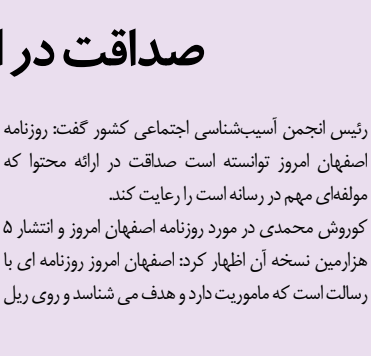 صداقت در
رئیس انجمن آسیب‌شناسی اجتماعی کشور گفت: روزنامه
اصفهان امروز توانسته است صداقت در ارائه محتوا که
مولفه‌ای مهم در رسانه است را رعایت کند.
کوروش محمدی در مورد روزنامه اصفهان امروز و انتشار ۵
هزارمین نسخه آن اظهار کرد: اصفهان امروز روزنامه ای با
رسالت است که ماموریت دارد و هدف می شناسد و روی ریل